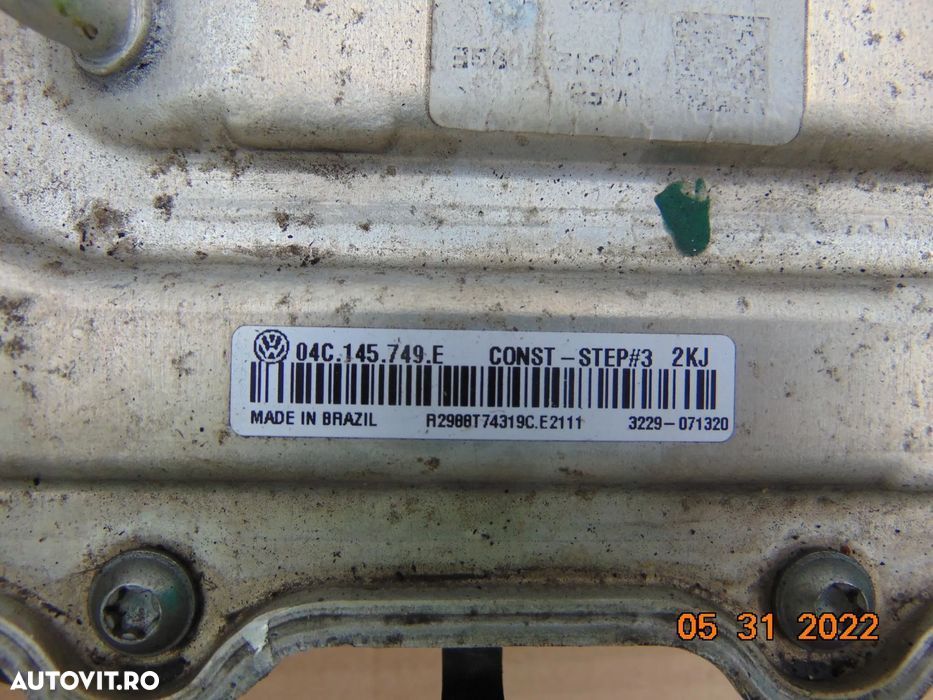 04C.145.749.E CONST-STEP#3 2KJ
MADE IN BRAZIL R2988T74319C.E2111 3229-071320
05 31 2022
AUTOVIT.RO